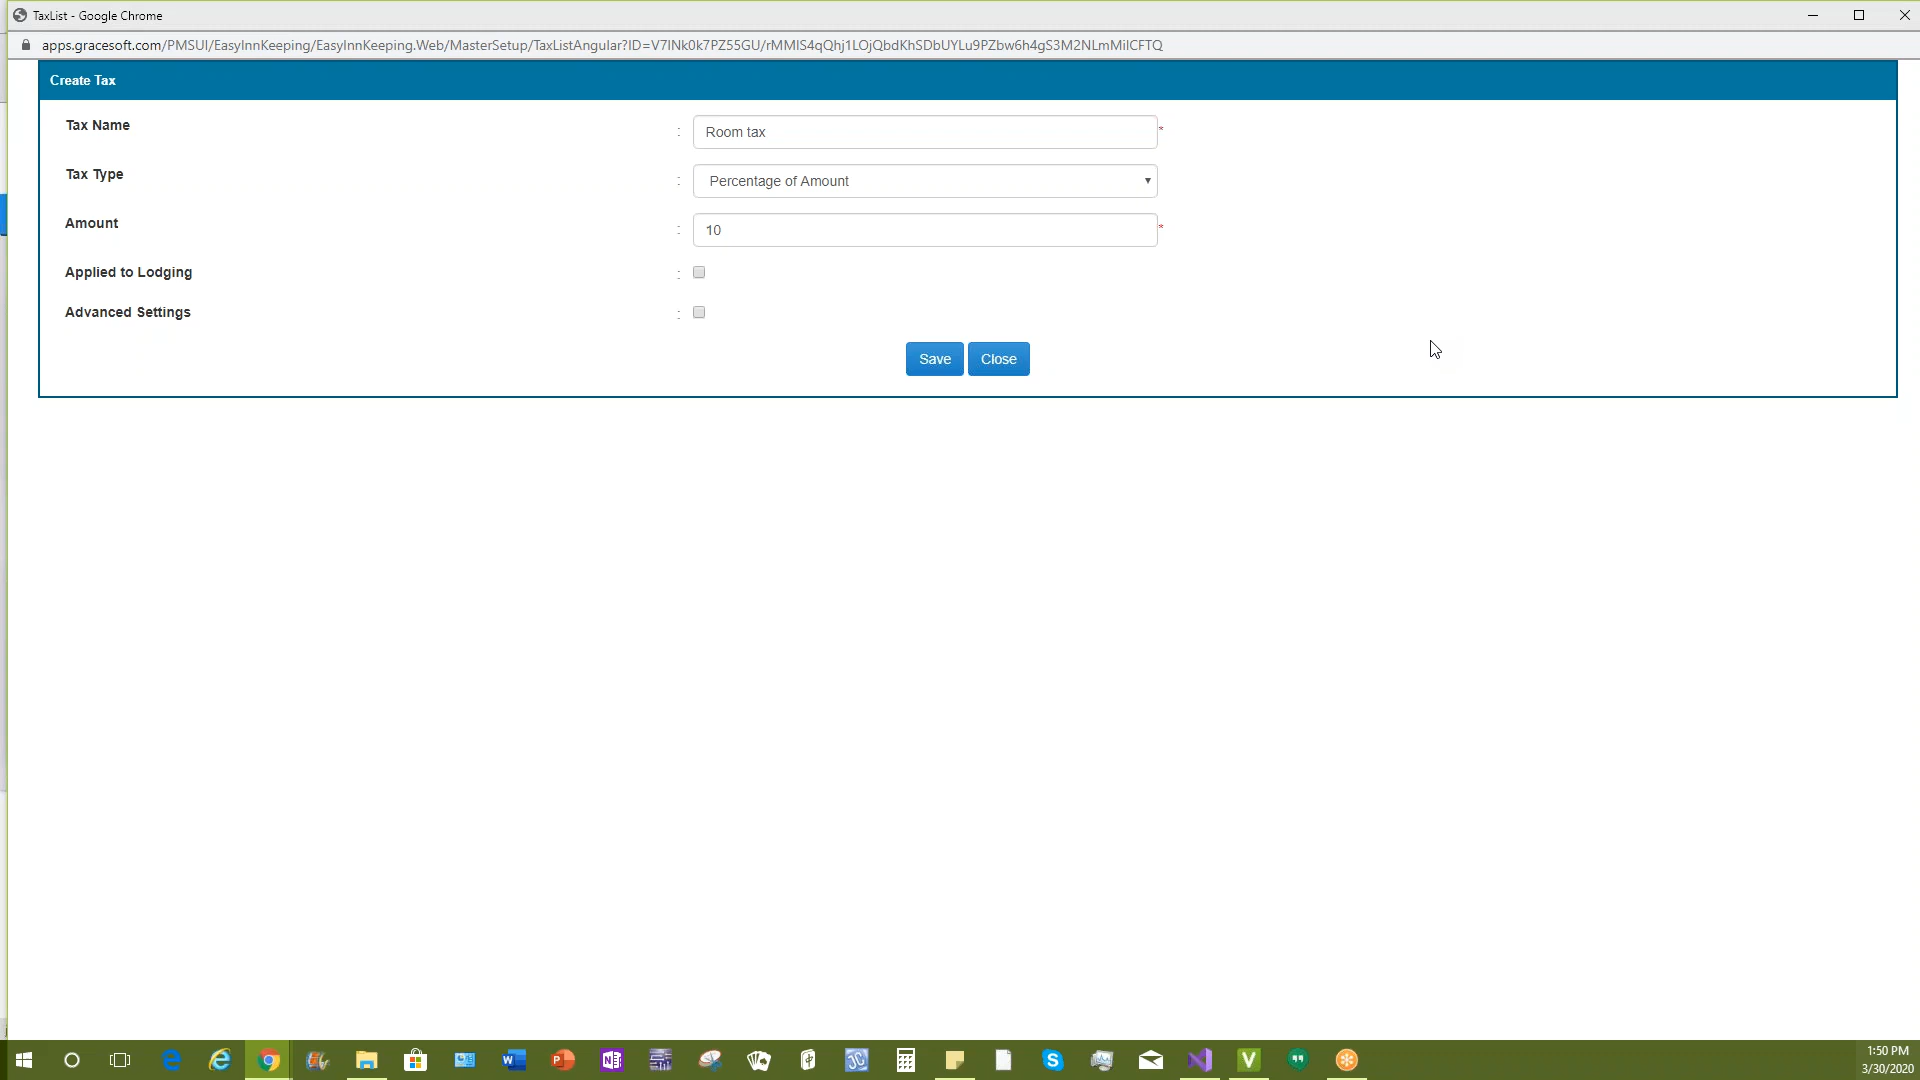 TaxList - Google Chrome
apps.gracesoft.com/PMSUI/EasyInnKeeping/EasyInnKeeping.Web/MasterSetup/TaxListAngular?ID=V7INk0k7PZ55GU/rMMIS4qQhj1LOjQbdKhSDbUYLu9PZbw6h4gS3M2NLmMiICFTQ
Create Tax
Tax Name : Room tax *
Tax Type : Percentage of Amount
Amount : 10 *
Applied to Lodging :
Advanced Settings :
Save Close
1:50 PM
3/30/2020